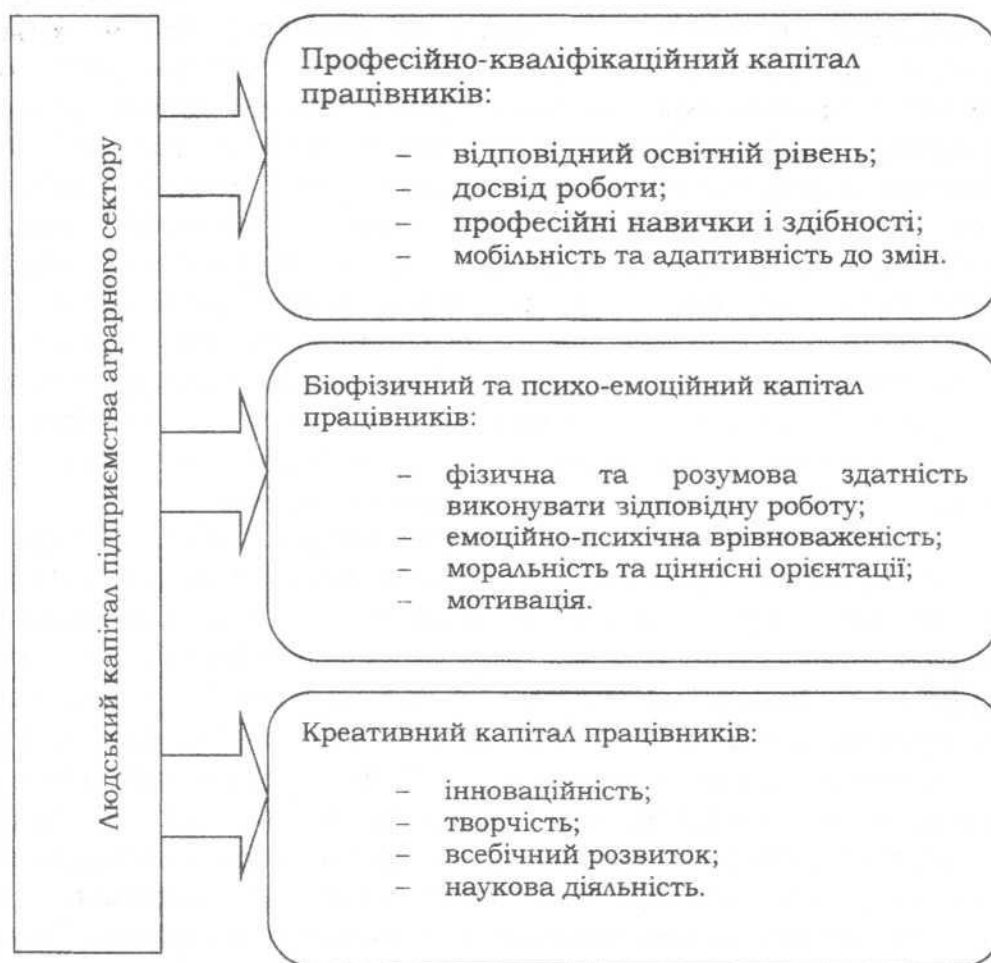 Людський капітал підприємства аграрного сектору
Професійно-кваліфікаційний капітал
працівників:
– відповідний освітній рівень;
– досвід роботи;
– професійні навички і здібності;
– мобільність та адаптивність до змін.
Біофізичний та психо-емоційний капітал
працівників:
– фізична та розумова здатність
виконувати зідповідну роботу;
– емоційно-психічна врівноваженість;
– моральність та ціннісні орієнтації;
– мотивація.
Креативний капітал працівників:
– інноваційність;
– творчість;
– всебічний розвиток;
– наукова діяльність.